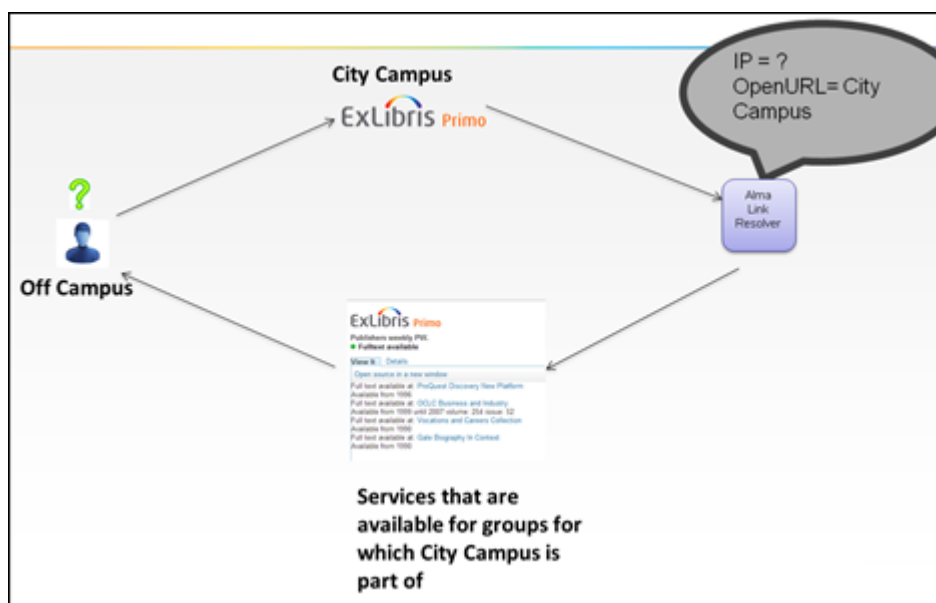 City Campus
ExLibris Primo
IP = ?
OpenURL= City
Campus
Alma
Link
Resolver
?
Off Campus
ExLibris Primo
Publishers weekly PW.
Fulltext available
View It Details
Open source in a new window
Full text available at: ProQuest Discovery New Platform
Available from 1998
Full text available at: OCLC Business and Industry
Available from 1999 until 2007 volume: 254 issue: 52
Full text available at: Vocations and Careers Collection
Available from 1998
Full text available at: Gale Biography In Context
Available from 1998
Services that are
available for groups for
which City Campus is
part of